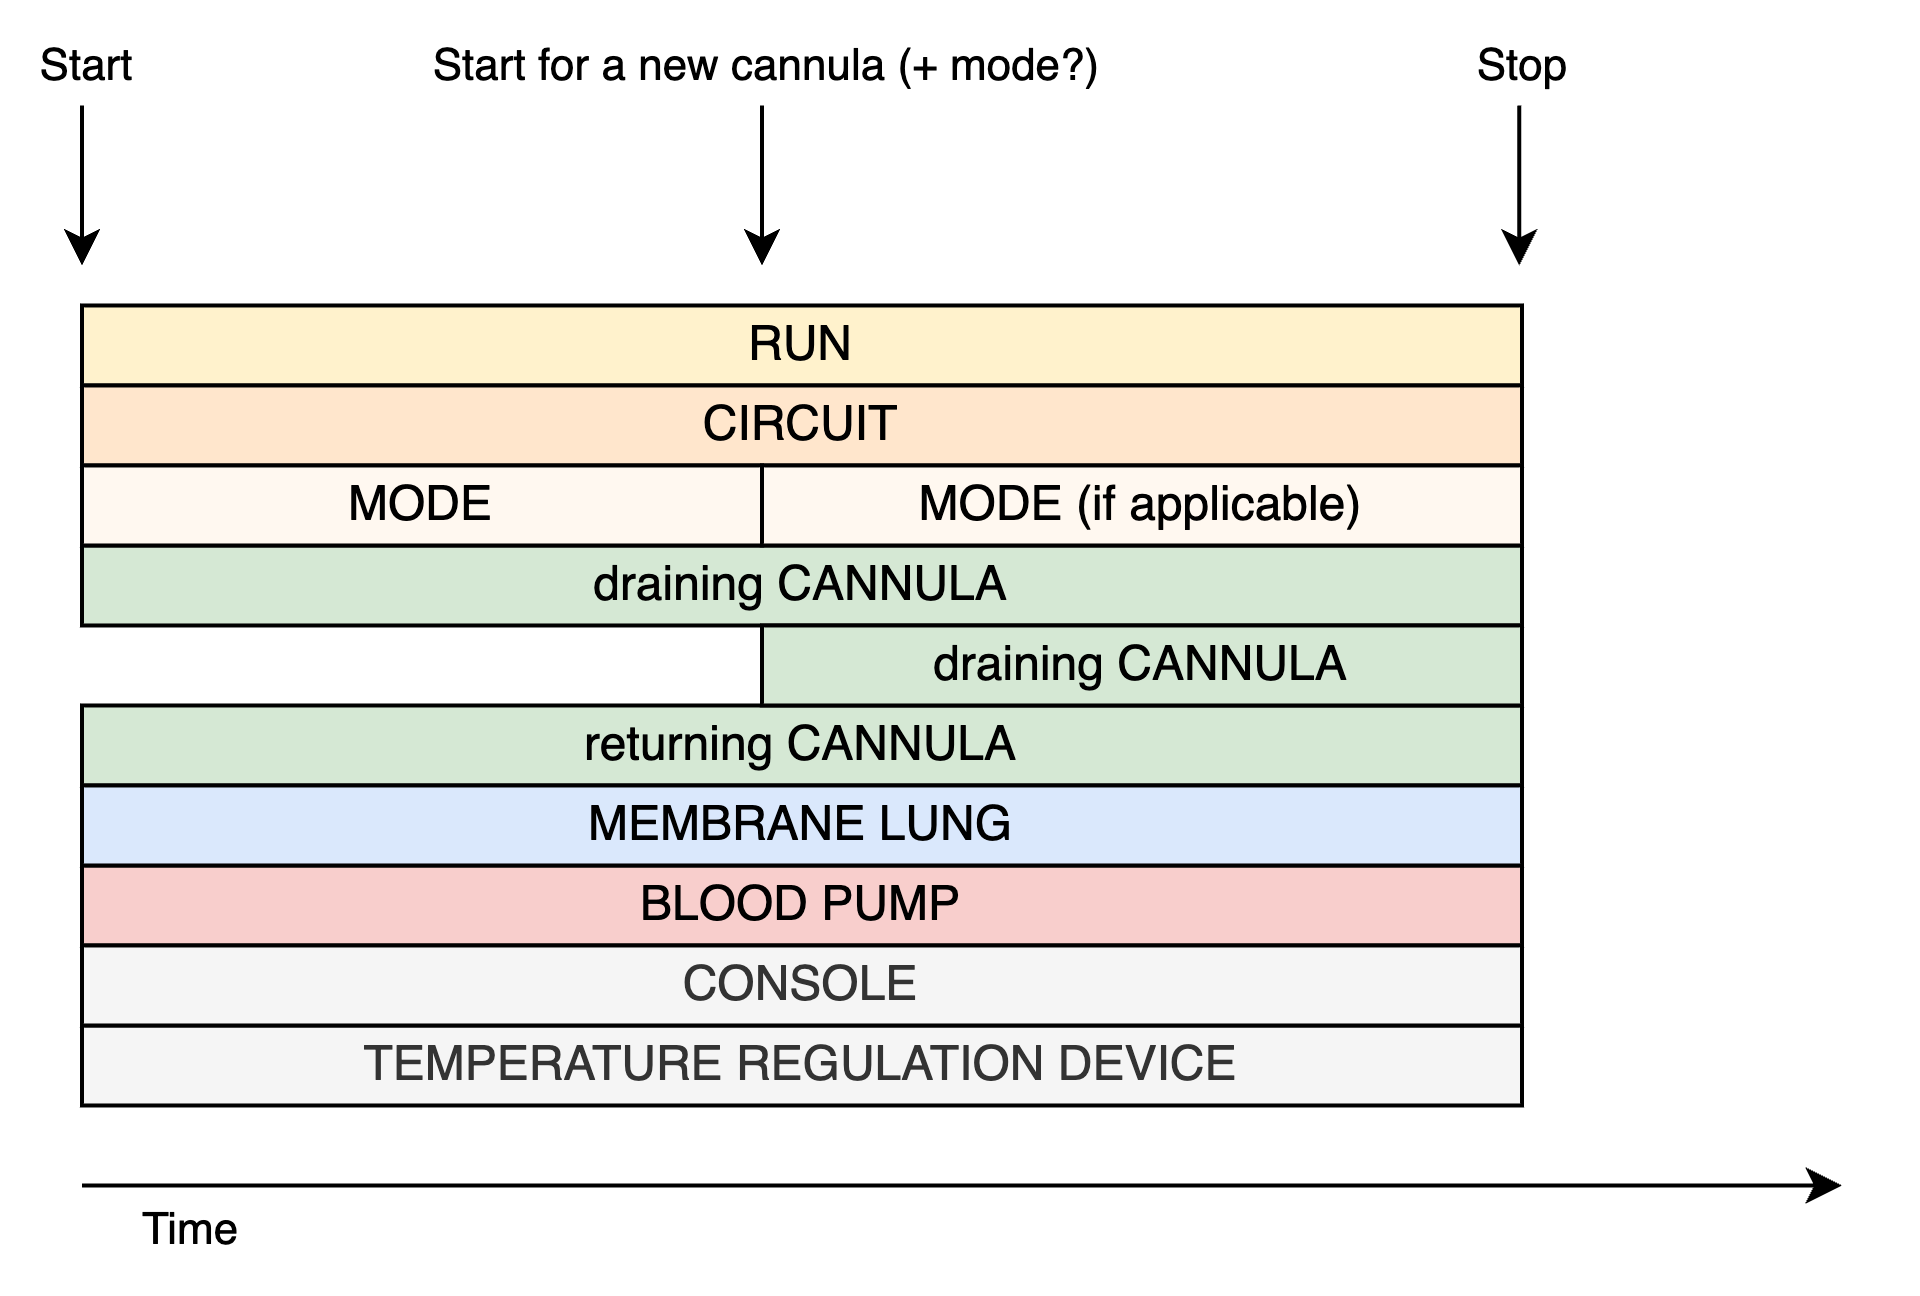 Start
Start for a new cannula (+ mode?)
Stop
RUN
CIRCUIT
MODE
MODE (if applicable)
draining CANNULA
draining CANNULA
returning CANNULA
MEMBRANE LUNG
BLOOD PUMP
CONSOLE
TEMPERATURE REGULATION DEVICE
Time